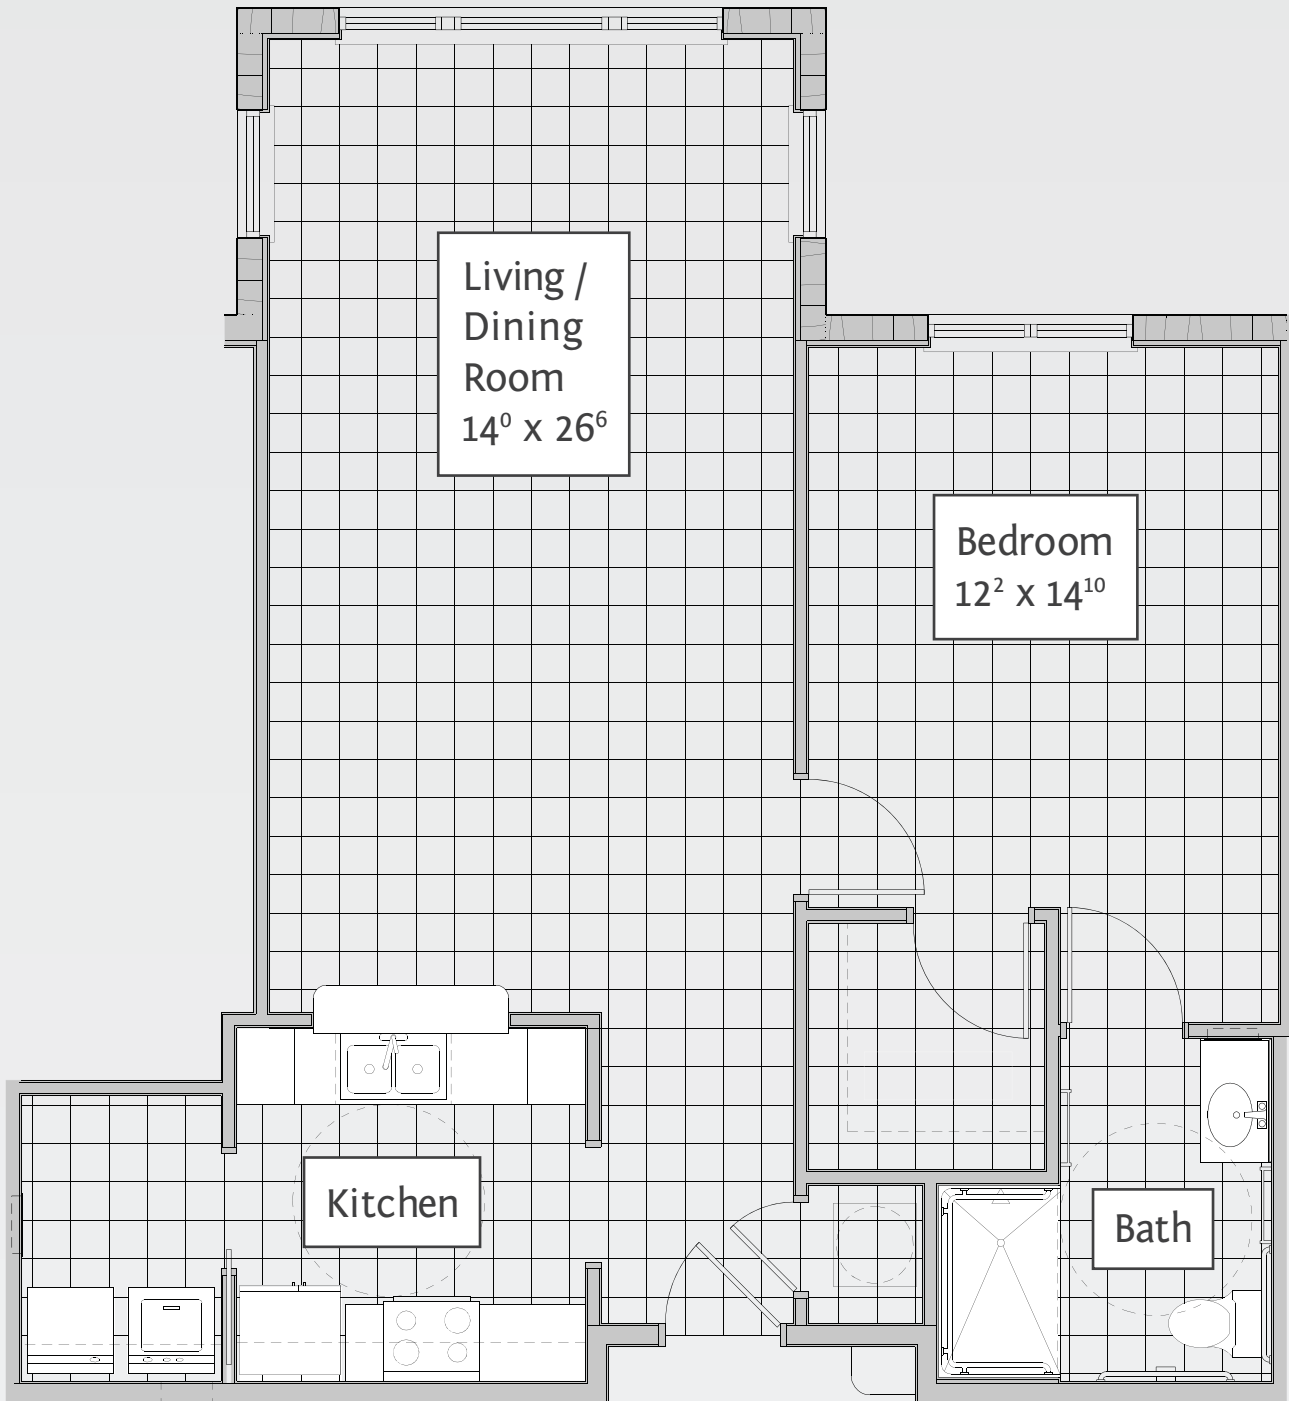 Living /
Dining
Room
14⁰ x 26⁶
Bedroom
12² x 14¹⁰
Kitchen
Bath